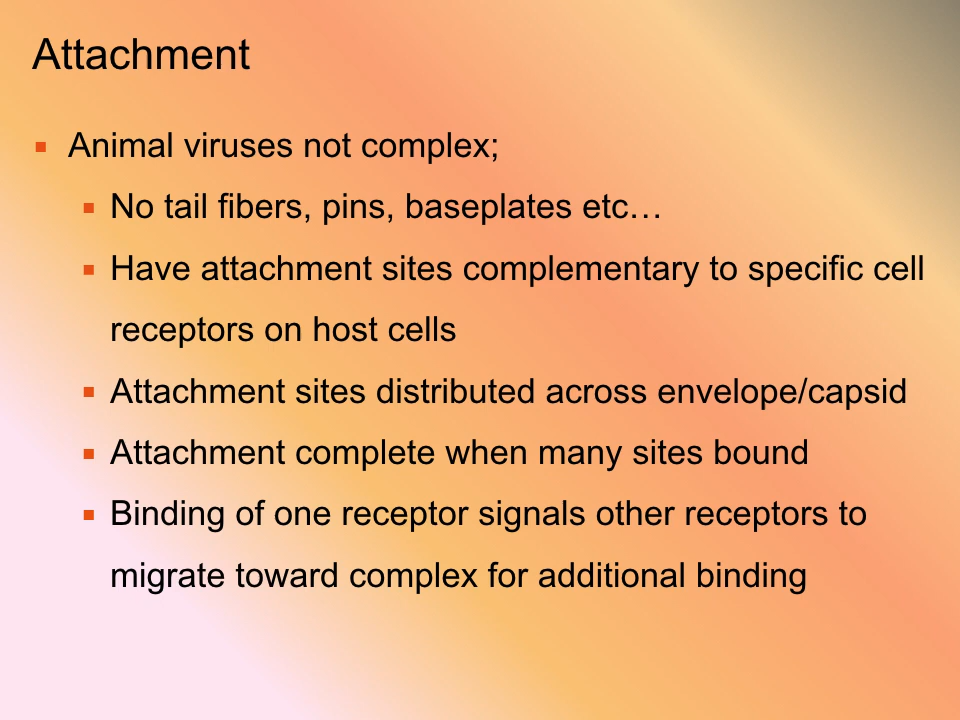 Attachment
Animal viruses not complex;
No tail fibers, pins, baseplates etc…
Have attachment sites complementary to specific cell
receptors on host cells
Attachment sites distributed across envelope/capsid
Attachment complete when many sites bound
Binding of one receptor signals other receptors to
migrate toward complex for additional binding